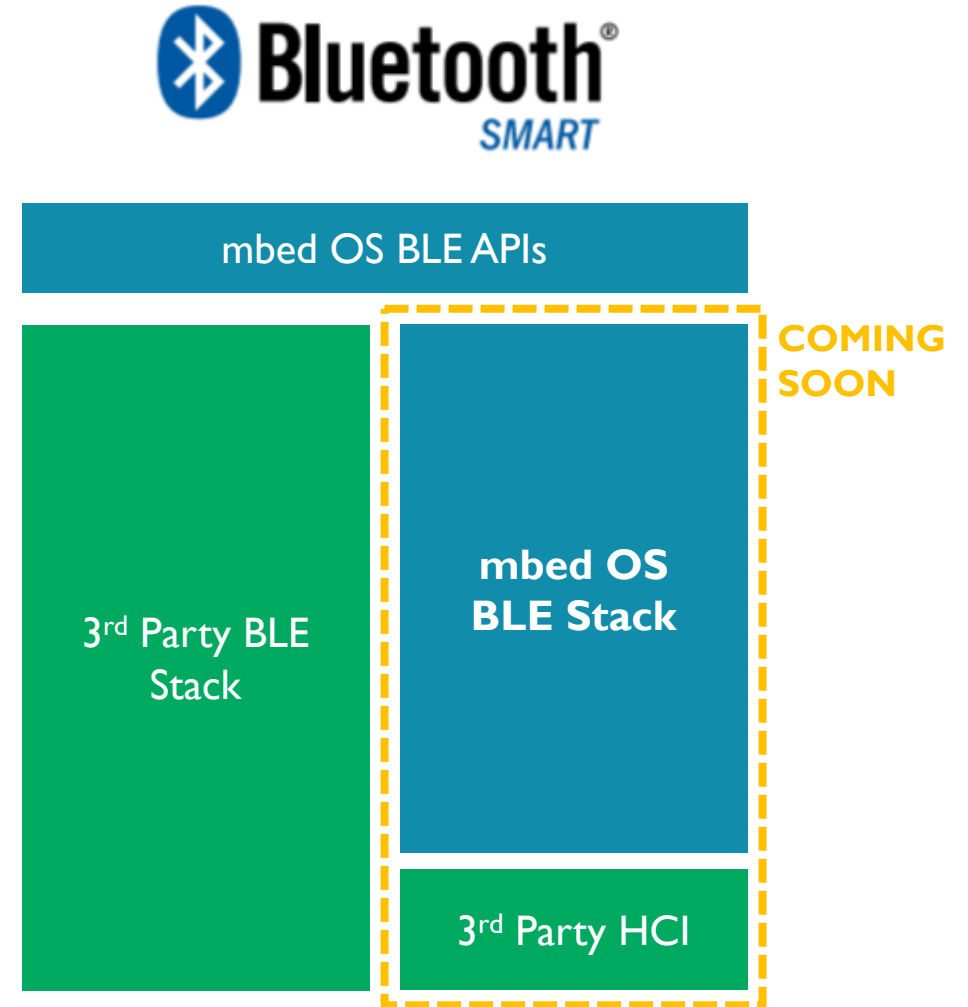 Bluetooth®
SMART
mbed OS BLE APIs
COMING
SOON
mbed OS
BLE Stack
3rd Party BLE
Stack
3rd Party HCI